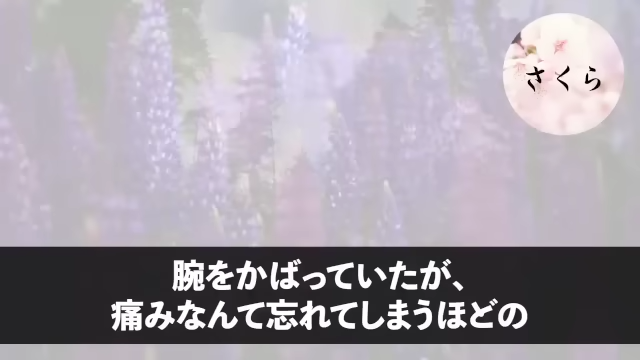 さくら
腕をかばっていたが、
痛みなんて忘れてしまうほどの